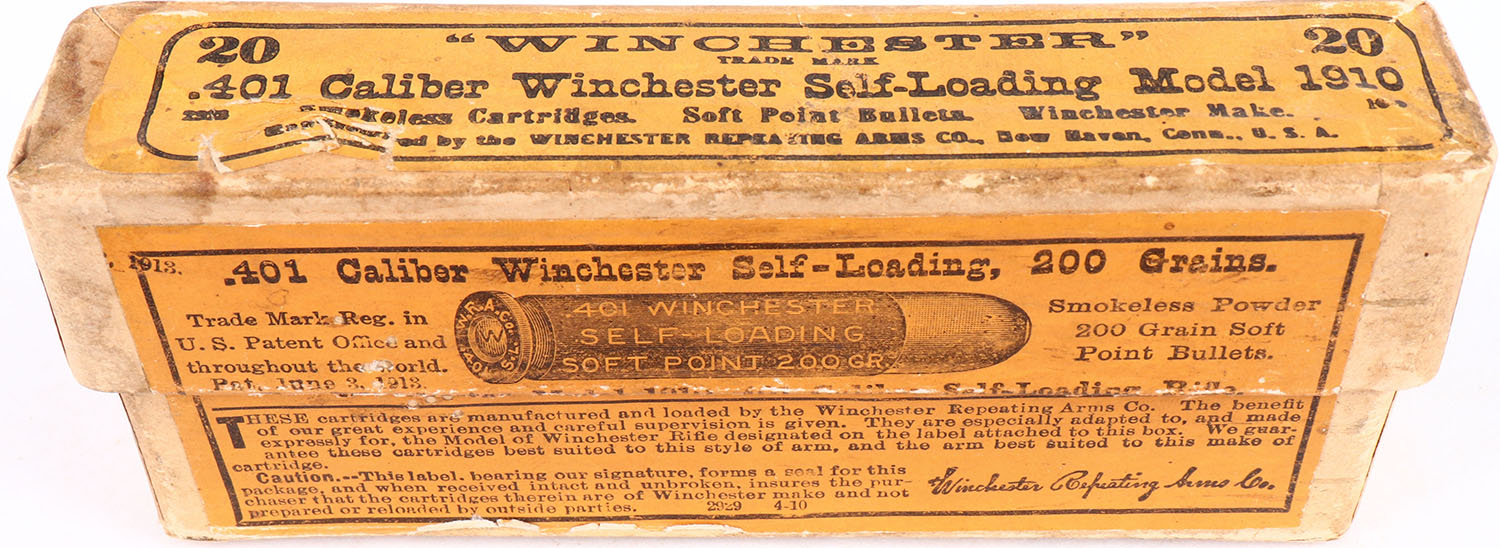 20 "WINCHESTER" 20
TRADE MARK
.401 Caliber Winchester Self-Loading Model 1910
Smokeless Cartridges. Soft Point Bullets. Winchester Make.
by the WINCHESTER REPEATING ARMS CO., New Haven, Conn., U. S. A.
1913.
.401 Caliber Winchester Self-Loading, 200 Grains.
Trade Mark Reg. in
U. S. Patent Office and
throughout the World.
Pat. June 3, 1913.
W.R.A.Co.
W
.401 S.L.
.401 WINCHESTER
SELF-LOADING
SOFT POINT 200 GR.
Smokeless Powder
200 Grain Soft
Point Bullets.
Self-Loading Rifle.
THESE cartridges are manufactured and loaded by the Winchester Repeating Arms Co. The benefit
of our great experience and careful supervision is given. They are especially adapted to, and made
expressly for, the Model of Winchester Rifle designated on the label attached to this box. We guar-
antee these cartridges best suited to this style of arm, and the arm best suited to this make of
cartridge.
Caution.--This label, bearing our signature, forms a seal for this
package, and when received intact and unbroken, insures the pur-
chaser that the cartridges therein are of Winchester make and not
prepared or reloaded by outside parties. 2929 4-10
Winchester Repeating Arms Co.